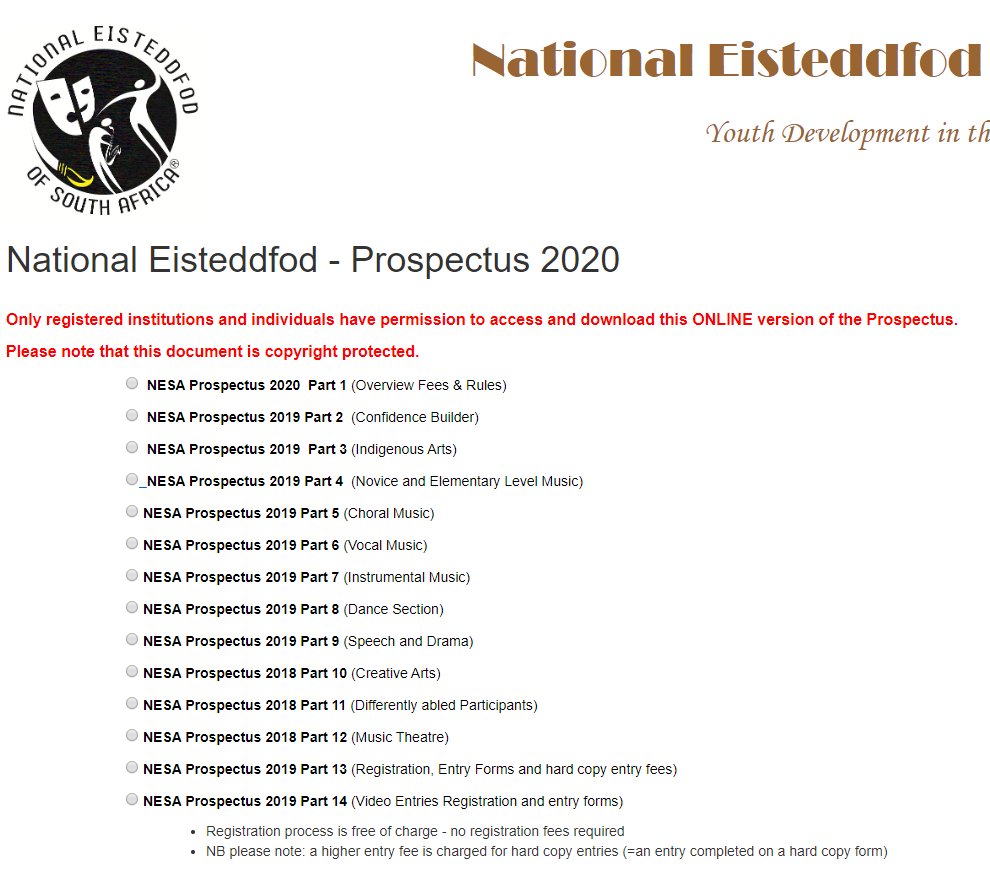 NATIONAL EISTEDDFOD
OF SOUTH AFRICA®
National Eisteddfod
Youth Development in th
National Eisteddfod - Prospectus 2020
Only registered institutions and individuals have permission to access and download this ONLINE version of the Prospectus.
Please note that this document is copyright protected.
NESA Prospectus 2020  Part 1 (Overview Fees & Rules)
NESA Prospectus 2019 Part 2  (Confidence Builder)
NESA Prospectus 2019  Part 3 (Indigenous Arts)
_NESA Prospectus 2019 Part 4  (Novice and Elementary Level Music)
NESA Prospectus 2019 Part 5 (Choral Music)
NESA Prospectus 2019 Part 6 (Vocal Music)
NESA Prospectus 2019 Part 7 (Instrumental Music)
NESA Prospectus 2019 Part 8 (Dance Section)
NESA Prospectus 2019 Part 9 (Speech and Drama)
NESA Prospectus 2018 Part 10 (Creative Arts)
NESA Prospectus 2018 Part 11 (Differently abled Participants)
NESA Prospectus 2018 Part 12 (Music Theatre)
NESA Prospectus 2019 Part 13 (Registration, Entry Forms and hard copy entry fees)
NESA Prospectus 2019 Part 14 (Video Entries Registration and entry forms)
• Registration process is free of charge - no registration fees required
• NB please note: a higher entry fee is charged for hard copy entries (=an entry completed on a hard copy form)